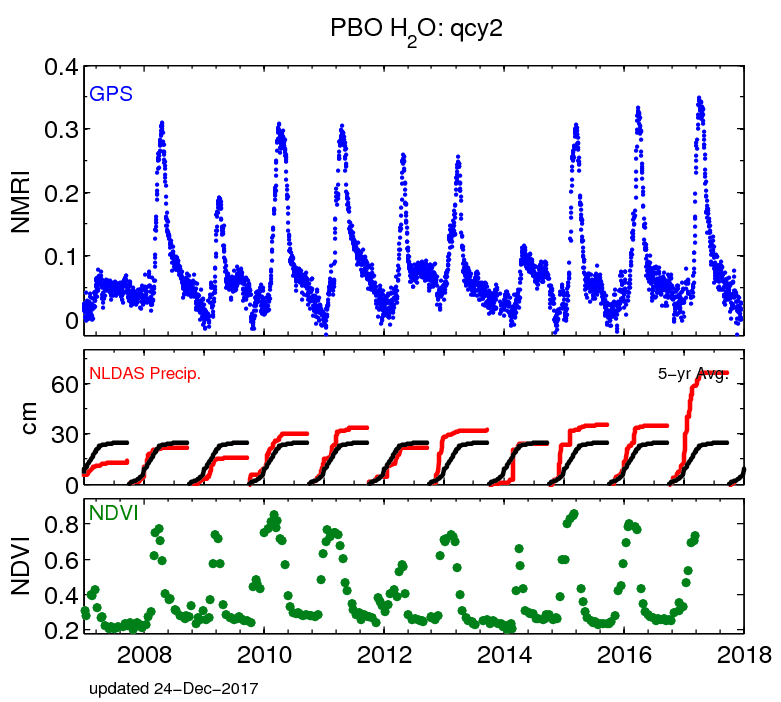 PBO H2O: qcy2
GPS
NMRI
0.4
0.3
0.2
0.1
0
NLDAS Precip.
5-yr Avg.
cm
60
30
0
NDVI
NDVI
0.8
0.6
0.4
0.2
2008 2010 2012 2014 2016 2018
updated 24-Dec-2017